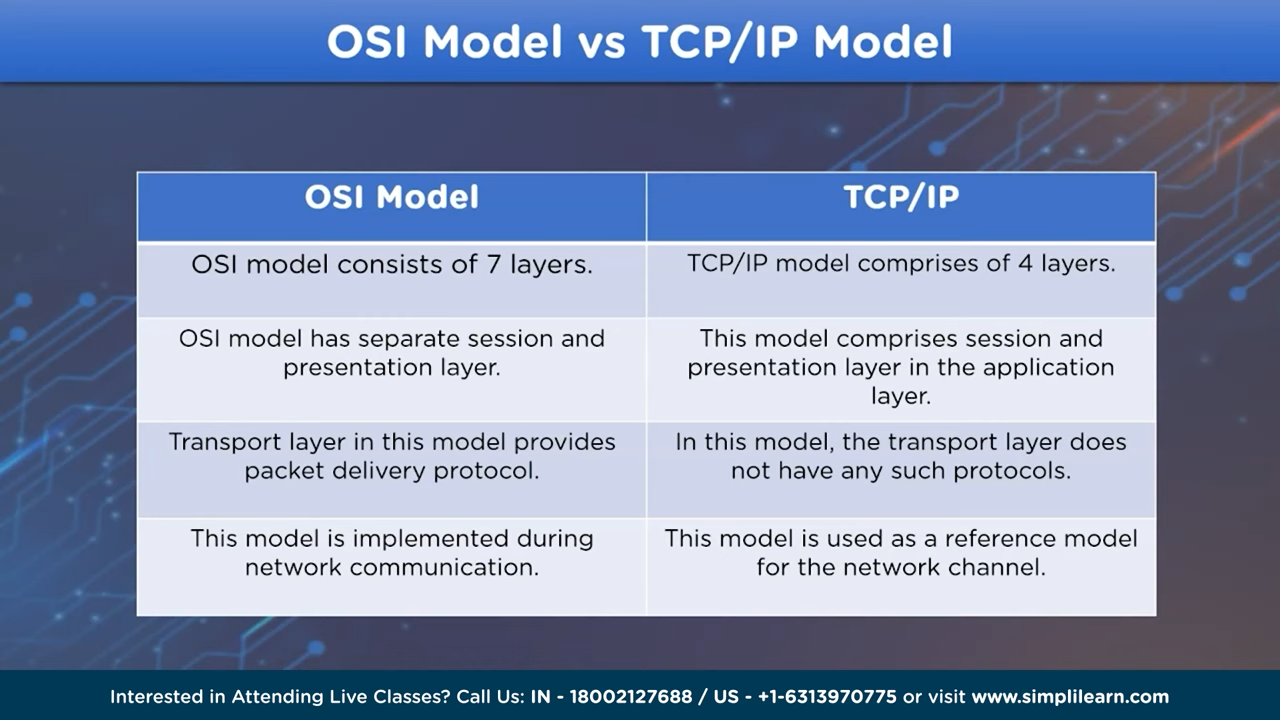 OSI Model vs TCP/IP Model
OSI Model
TCP/IP
OSI model consists of 7 layers.
TCP/IP model comprises of 4 layers.
OSI model has separate session and
presentation layer.
This model comprises session and
presentation layer in the application
layer.
Transport layer in this model provides
packet delivery protocol.
In this model, the transport layer does
not have any such protocols.
This model is implemented during
network communication.
This model is used as a reference model
for the network channel.
Interested in Attending Live Classes? Call Us: IN - 18002127688 / US - +1-6313970775 or visit www.simplilearn.com